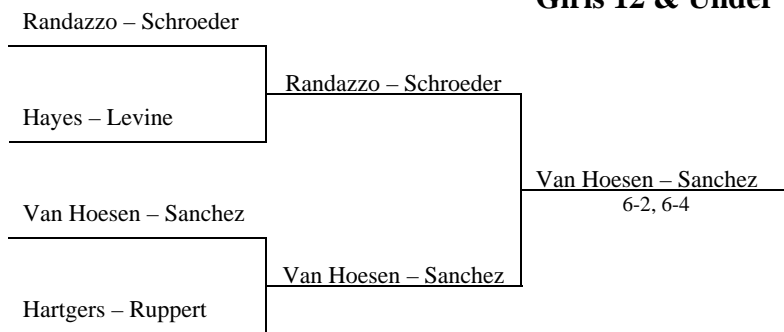 Girls 12 & Under
Randazzo – Schroeder
Randazzo – Schroeder
Hayes – Levine
Van Hoesen – Sanchez
6-2, 6-4
Van Hoesen – Sanchez
Van Hoesen – Sanchez
Hartgers – Ruppert